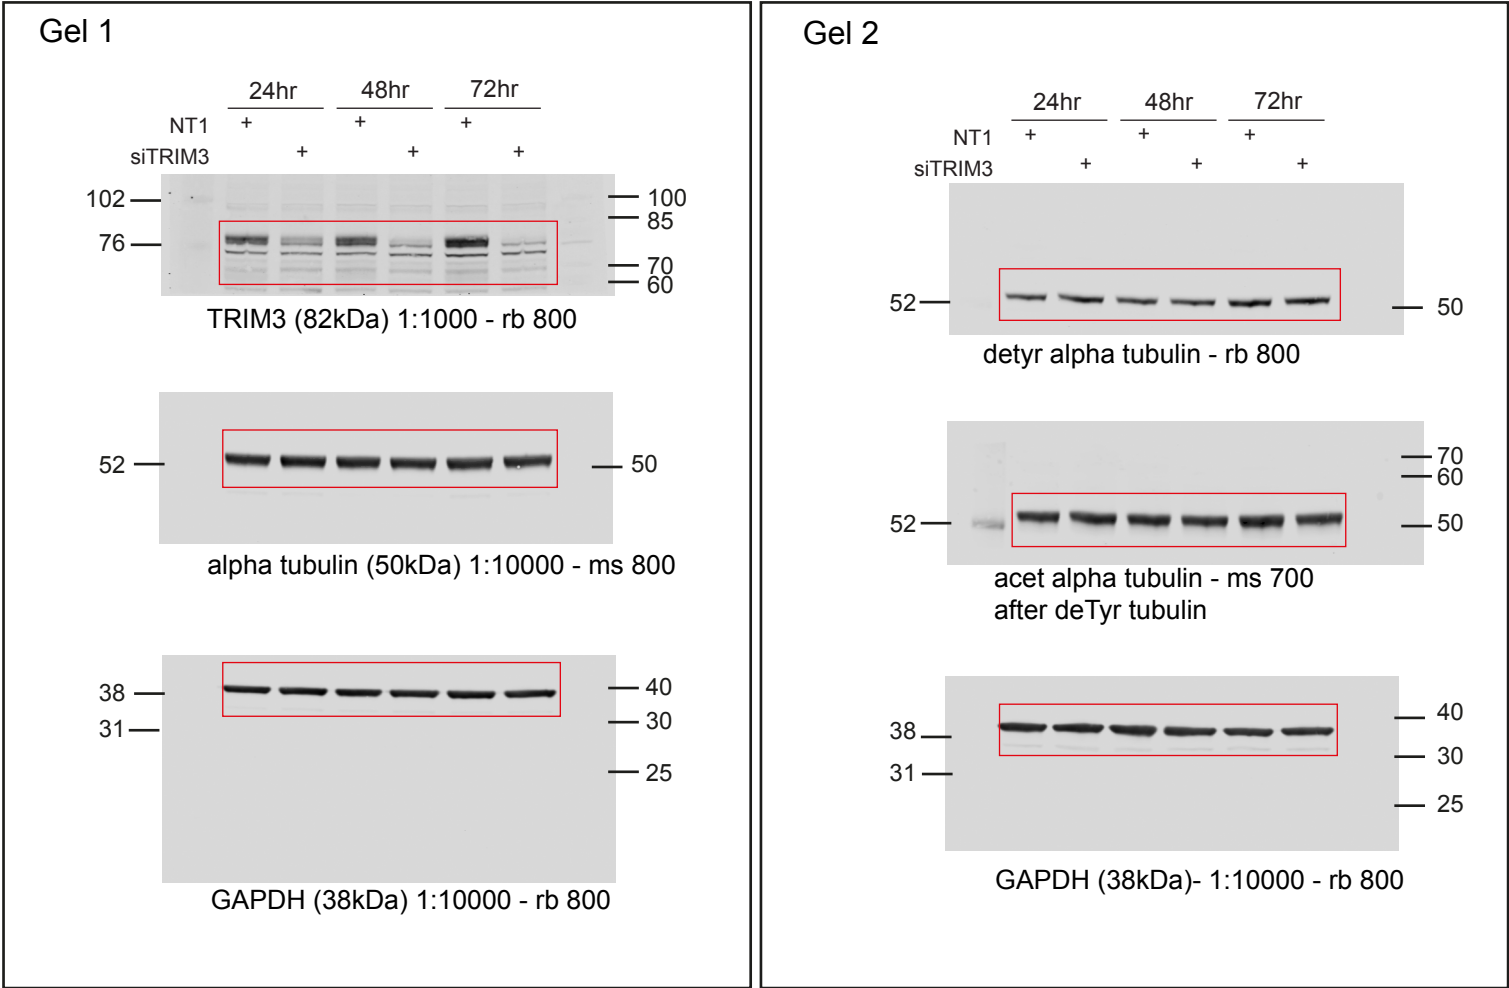 Gel 1
24hr 48hr 72hr
NT1 + + +
siTRIM3 + + +
102 100
85
76
70
60
TRIM3 (82kDa) 1:1000 - rb 800
52 50
alpha tubulin (50kDa) 1:10000 - ms 800
38 40
31 30
25
GAPDH (38kDa) 1:10000 - rb 800
Gel 2
24hr 48hr 72hr
NT1 + + +
siTRIM3 + + +
52 50
detyr alpha tubulin - rb 800
70
60
52 50
acet alpha tubulin - ms 700
after deTyr tubulin
40
38
30
31
25
GAPDH (38kDa)- 1:10000 - rb 800